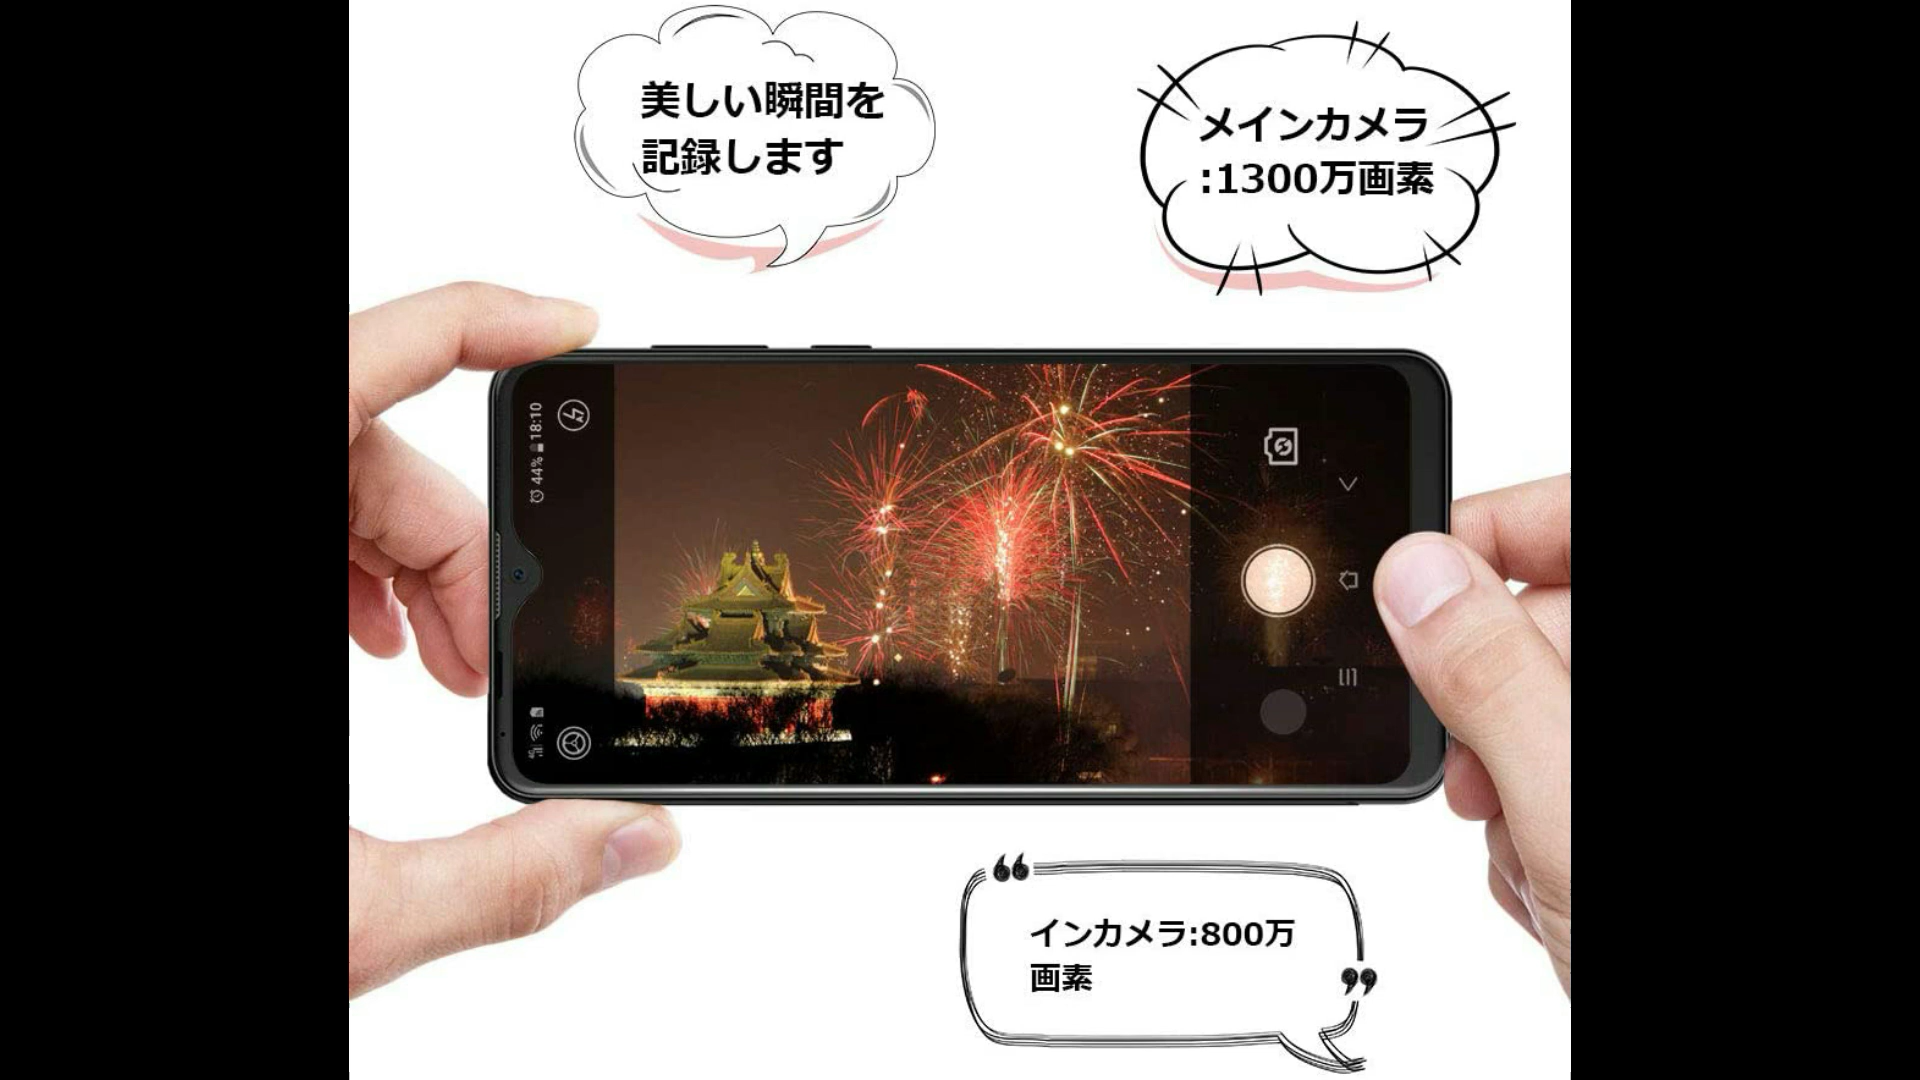 美しい瞬間を
記録します
メインカメラ
:1300万画素
44% 18:10
インカメラ:800万
画素